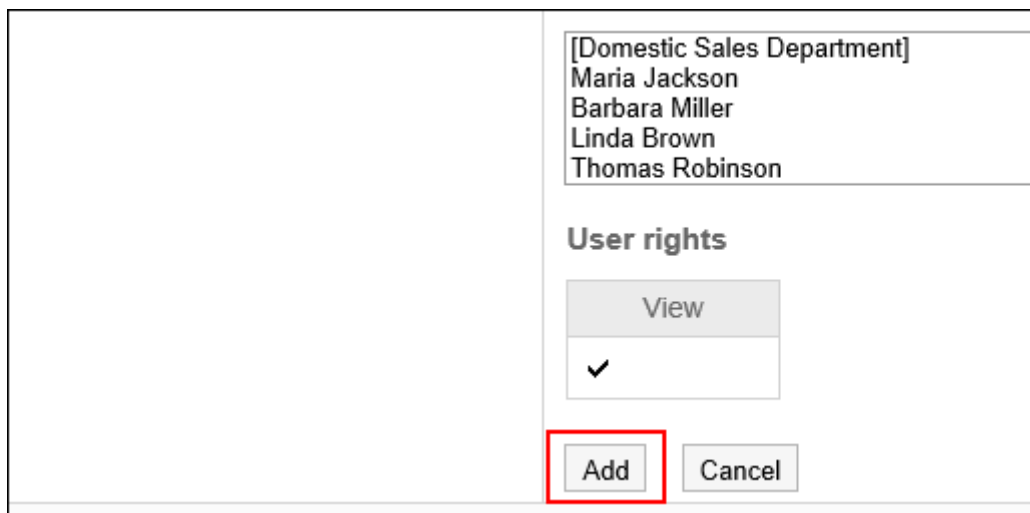 [Domestic Sales Department]
Maria Jackson
Barbara Miller
Linda Brown
Thomas Robinson
User rights
View
Add Cancel